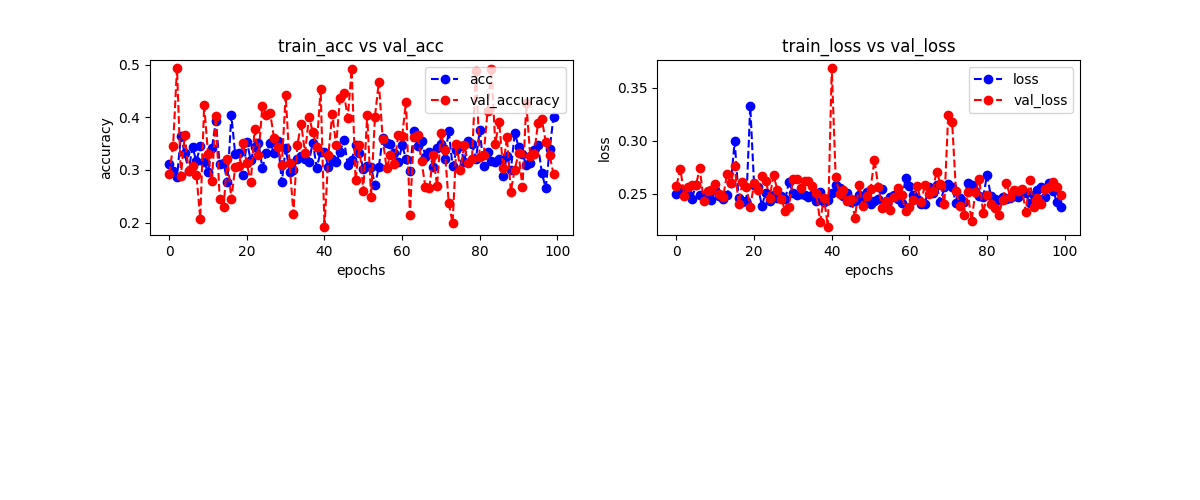 train_acc vs val_acc
accuracy
0.5
0.4
0.3
0.2
acc
val_accuracy
0 20 40 60 80 100
epochs
train_loss vs val_loss
loss
0.35
0.30
0.25
loss
val_loss
0 20 40 60 80 100
epochs